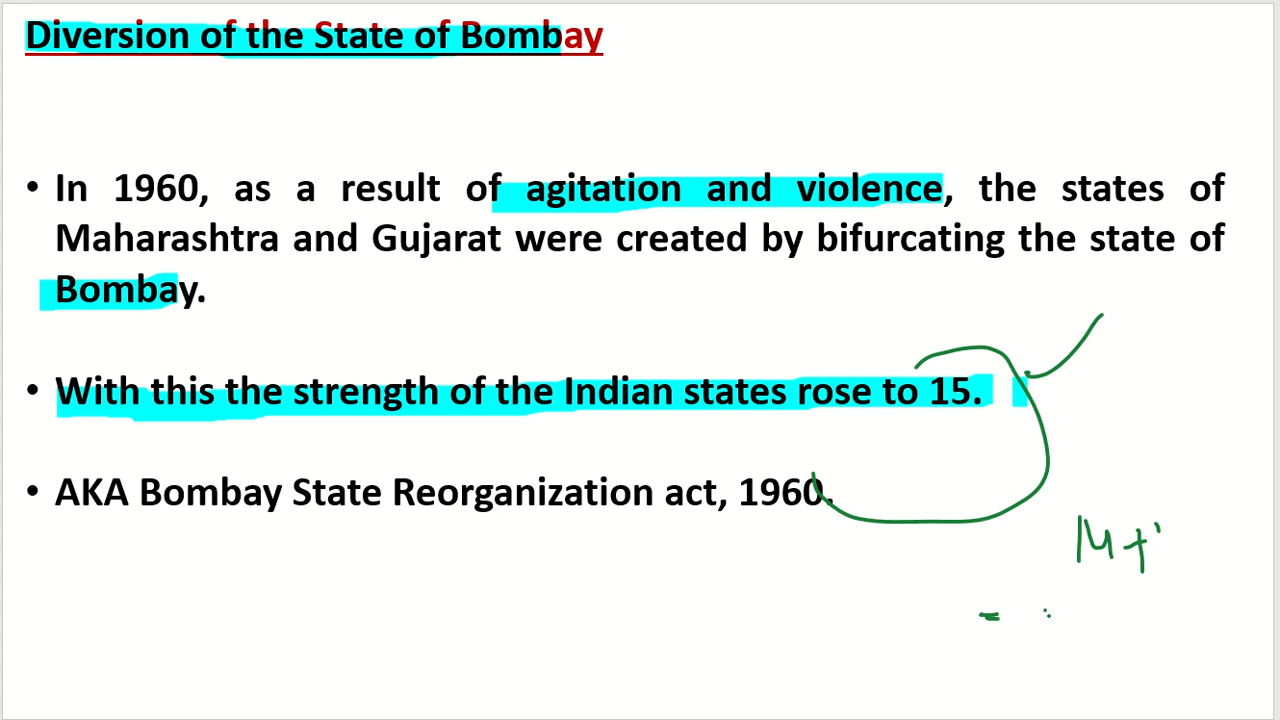 Diversion of the State of Bombay
• In 1960, as a result of agitation and violence, the states of
Maharashtra and Gujarat were created by bifurcating the state of
Bombay.
• With this the strength of the Indian states rose to 15.
• AKA Bombay State Reorganization act, 1960.
M +
=